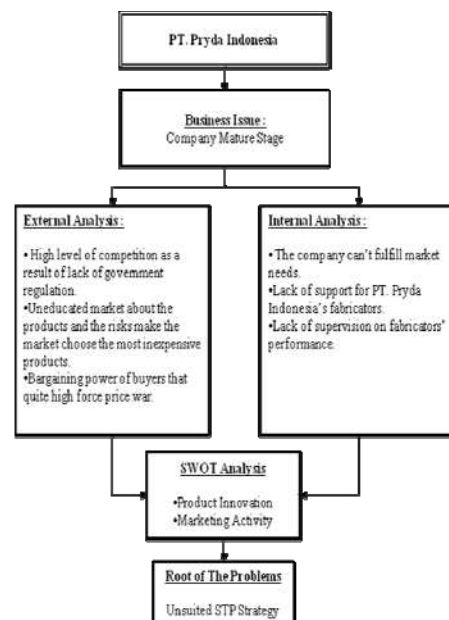 PT. Pryda Indonesia
Business Issue :
Company Mature Stage
External Analysis :
• High level of competition as a
result of lack of government
regulation.
•Uneducated market about the
products and the risks make the
market choose the most inexpensive
products.
•Bargaining power of buyers that
quite high force price war.
Internal Analysis :
• The company can't fulfill market
needs.
•Lack of support for PT. Pryda
Indonesia's fabricators.
•Lack of supervision on fabricators'
performance.
SWOT Analysis
•Product Innovation
•Marketing Activity
Root of The Problems
Unsuited STP Strategy